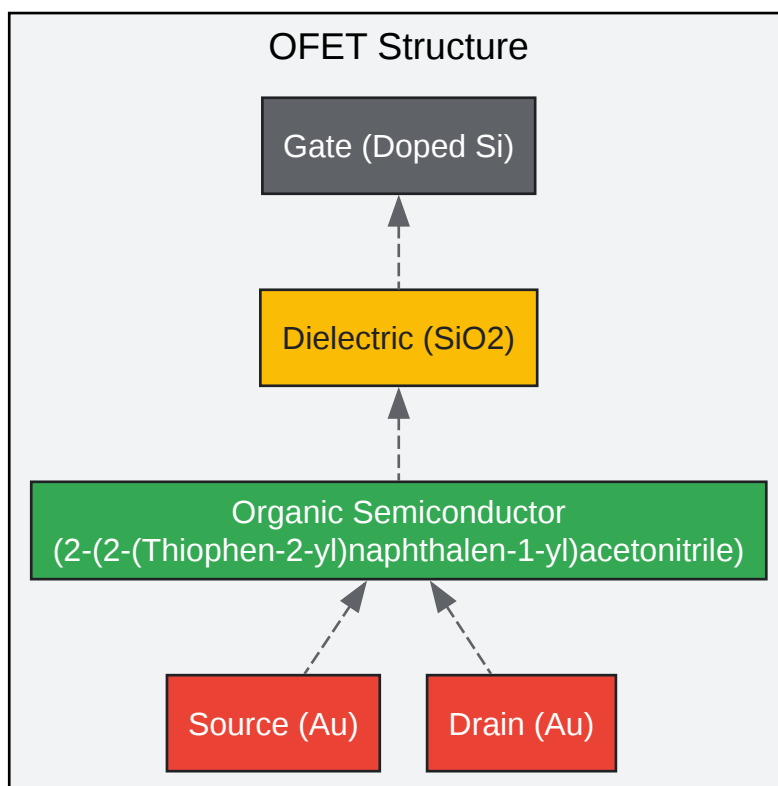 OFET Structure
Gate (Doped Si)
Dielectric (SiO2)
Organic Semiconductor
(2-(2-(Thiophen-2-yl)naphthalen-1-yl)acetonitrile)
Source (Au)
Drain (Au)